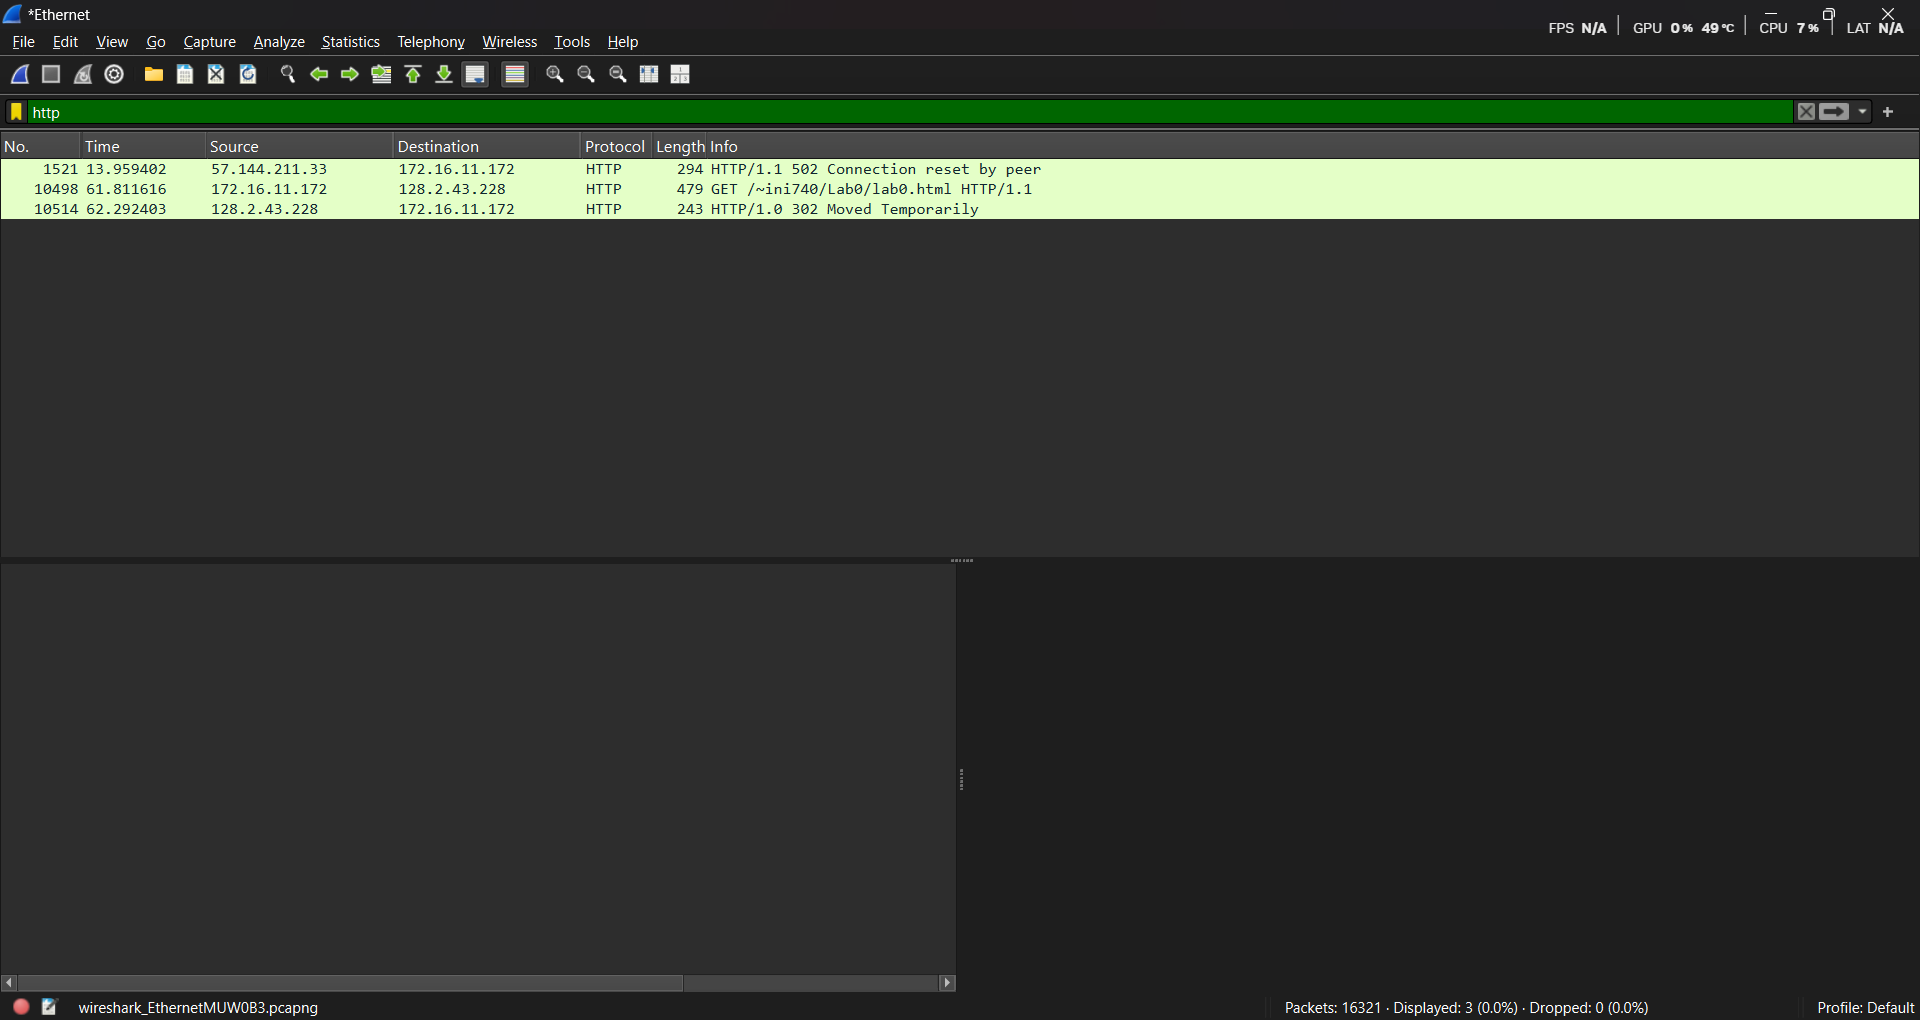 *Ethernet
FPS N/A GPU 0% 49°C CPU 7% LAT N/A
File Edit View Go Capture Analyze Statistics Telephony Wireless Tools Help
http
No. Time Source Destination Protocol Length Info
1521 13.959402 57.144.211.33 172.16.11.172 HTTP 294 HTTP/1.1 502 Connection reset by peer
10498 61.811616 172.16.11.172 128.2.43.228 HTTP 479 GET /~ini740/Lab0/lab0.html HTTP/1.1
10514 62.292403 128.2.43.228 172.16.11.172 HTTP 243 HTTP/1.0 302 Moved Temporarily
wireshark_EthernetMUW0B3.pcapng Packets: 16321 · Displayed: 3 (0.0%) · Dropped: 0 (0.0%) Profile: Default